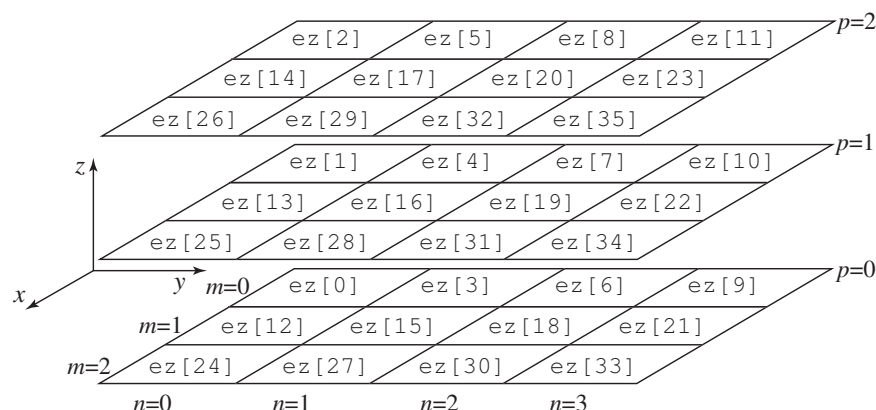 p=2
ez[2] ez[5] ez[8] ez[11]
ez[14] ez[17] ez[20] ez[23]
ez[26] ez[29] ez[32] ez[35]
p=1
ez[1] ez[4] ez[7] ez[10]
z
ez[13] ez[16] ez[19] ez[22]
ez[25] ez[28] ez[31] ez[34]
p=0
y
x
m=0 ez[0] ez[3] ez[6] ez[9]
m=1 ez[12] ez[15] ez[18] ez[21]
m=2 ez[24] ez[27] ez[30] ez[33]
n=0 n=1 n=2 n=3